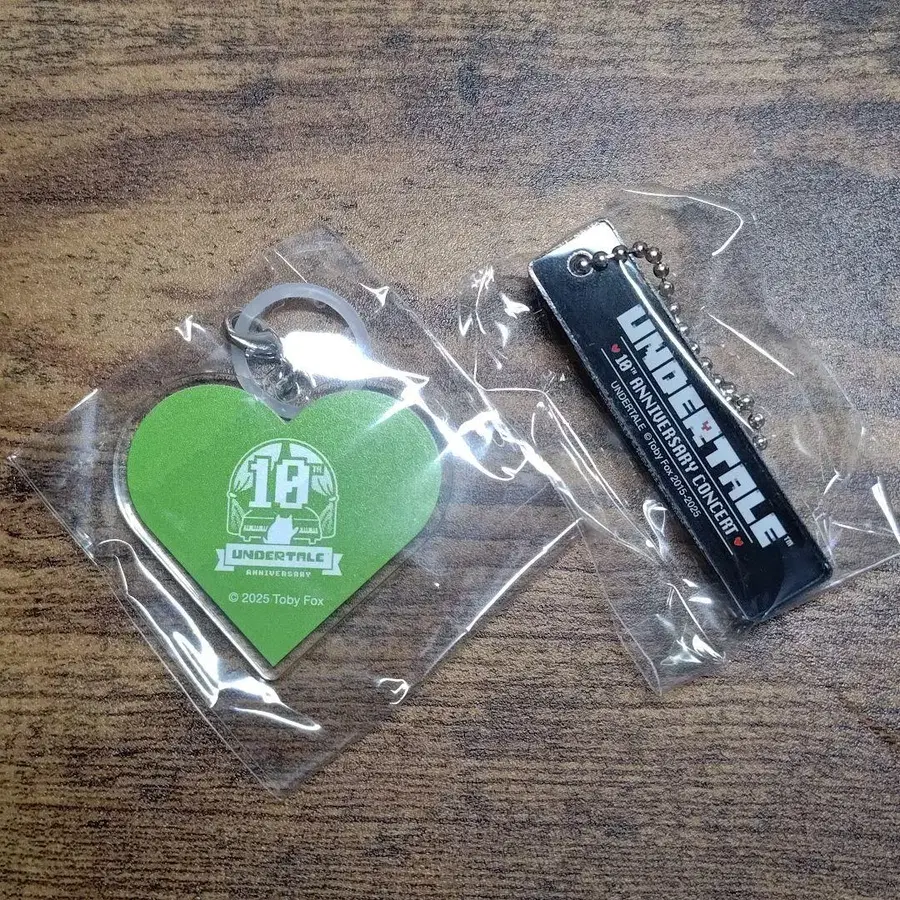 10TH
UNDERTALE
ANNIVERSARY
© 2025 Toby Fox
UNDERTALE™
10TH ANNIVERSARY CONCERT
UNDERTALE ©Toby Fox 2015-2025